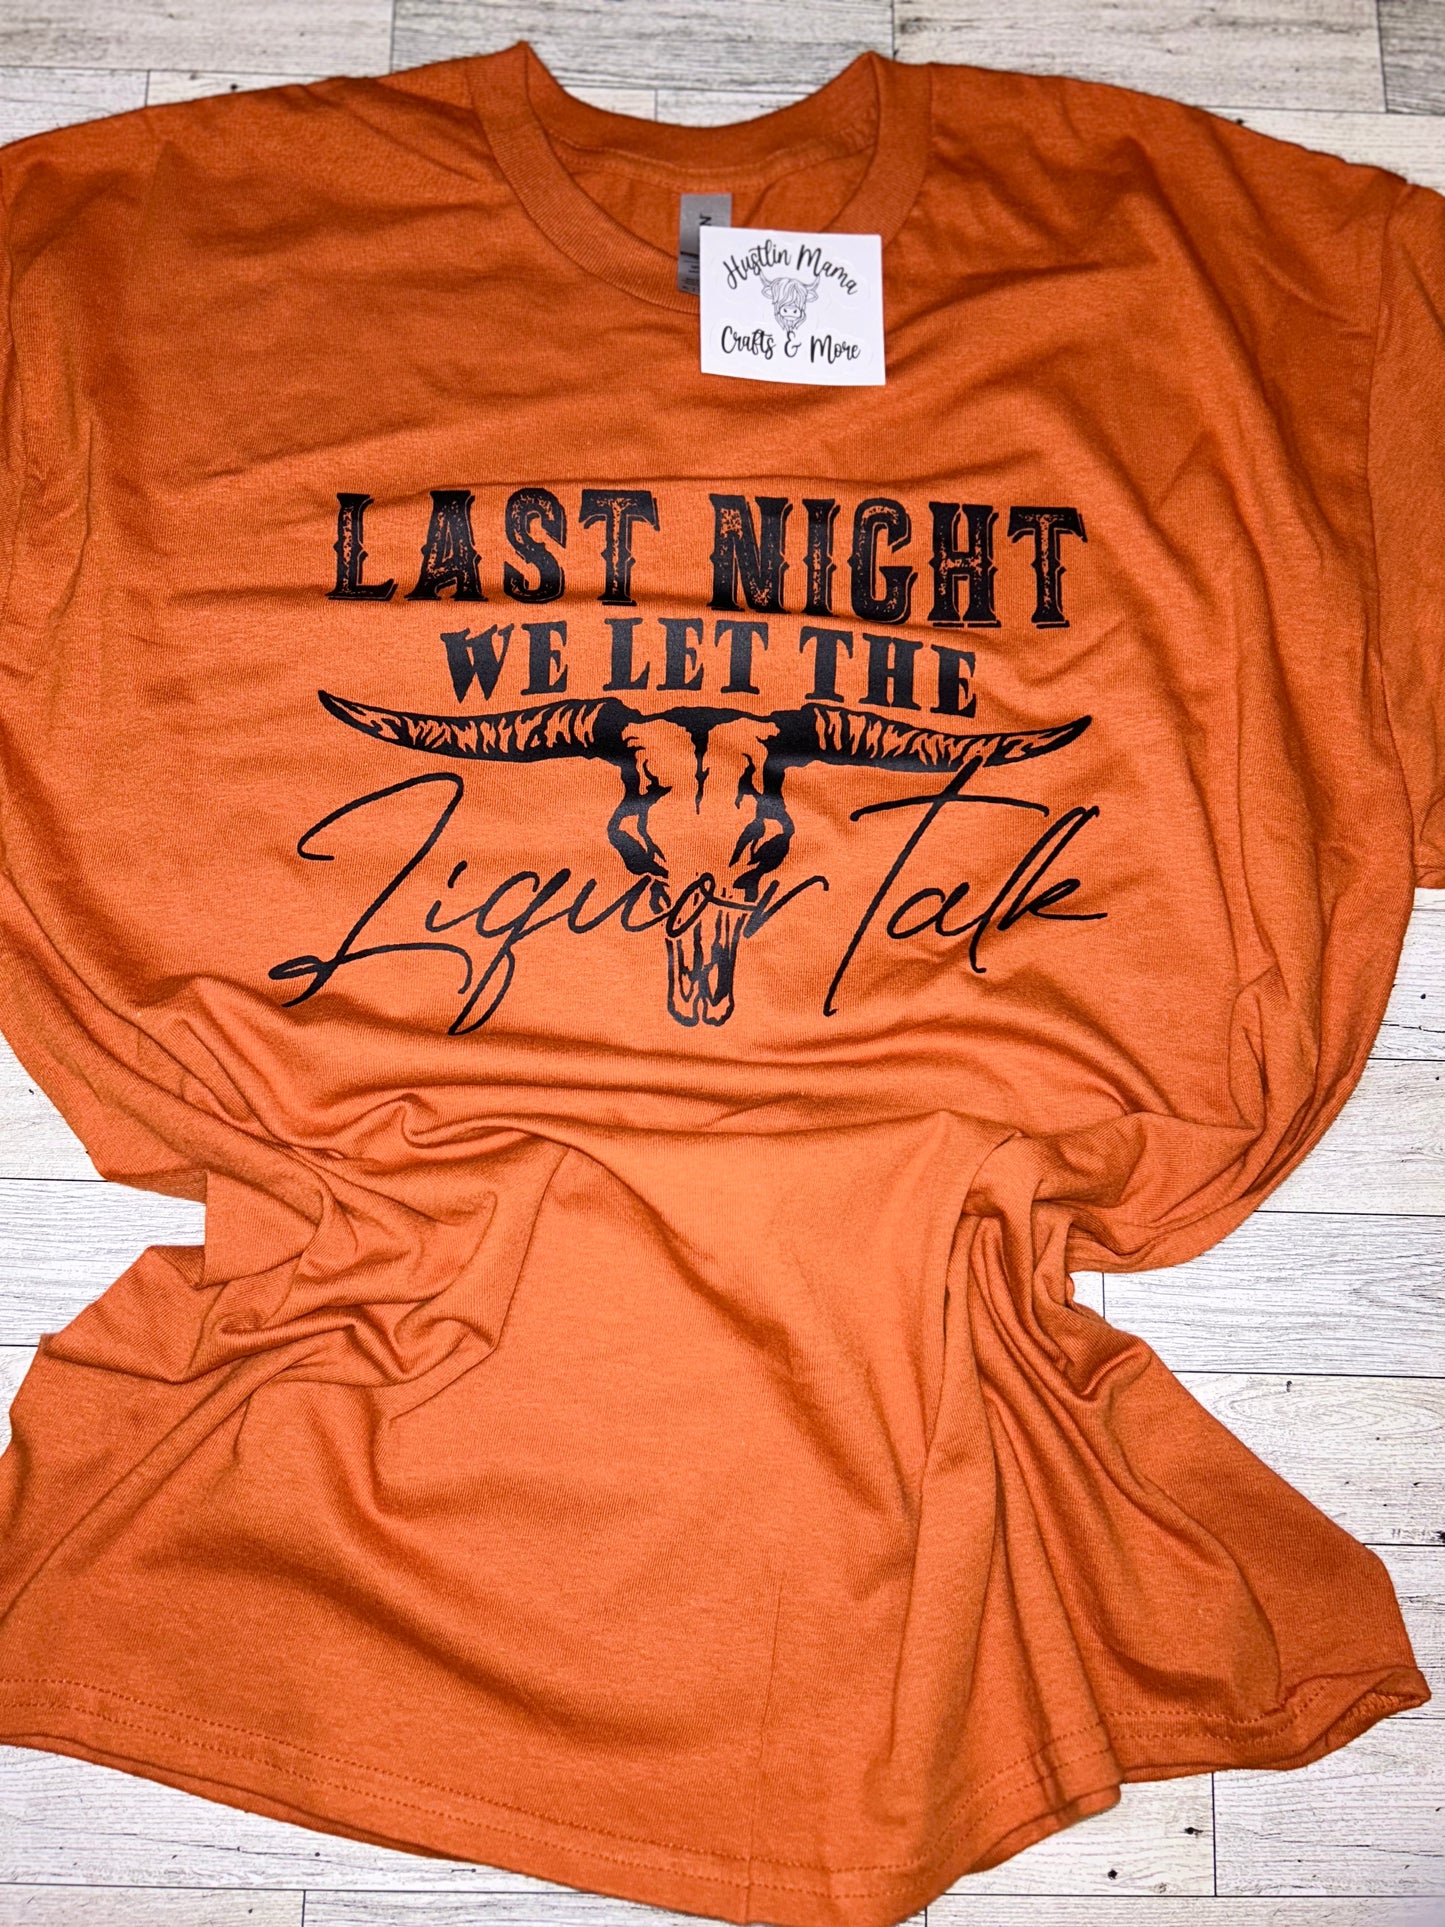 Hustlin Mama
Crafts & More
LAST NIGHT
WE LET THE
Liquor Talk